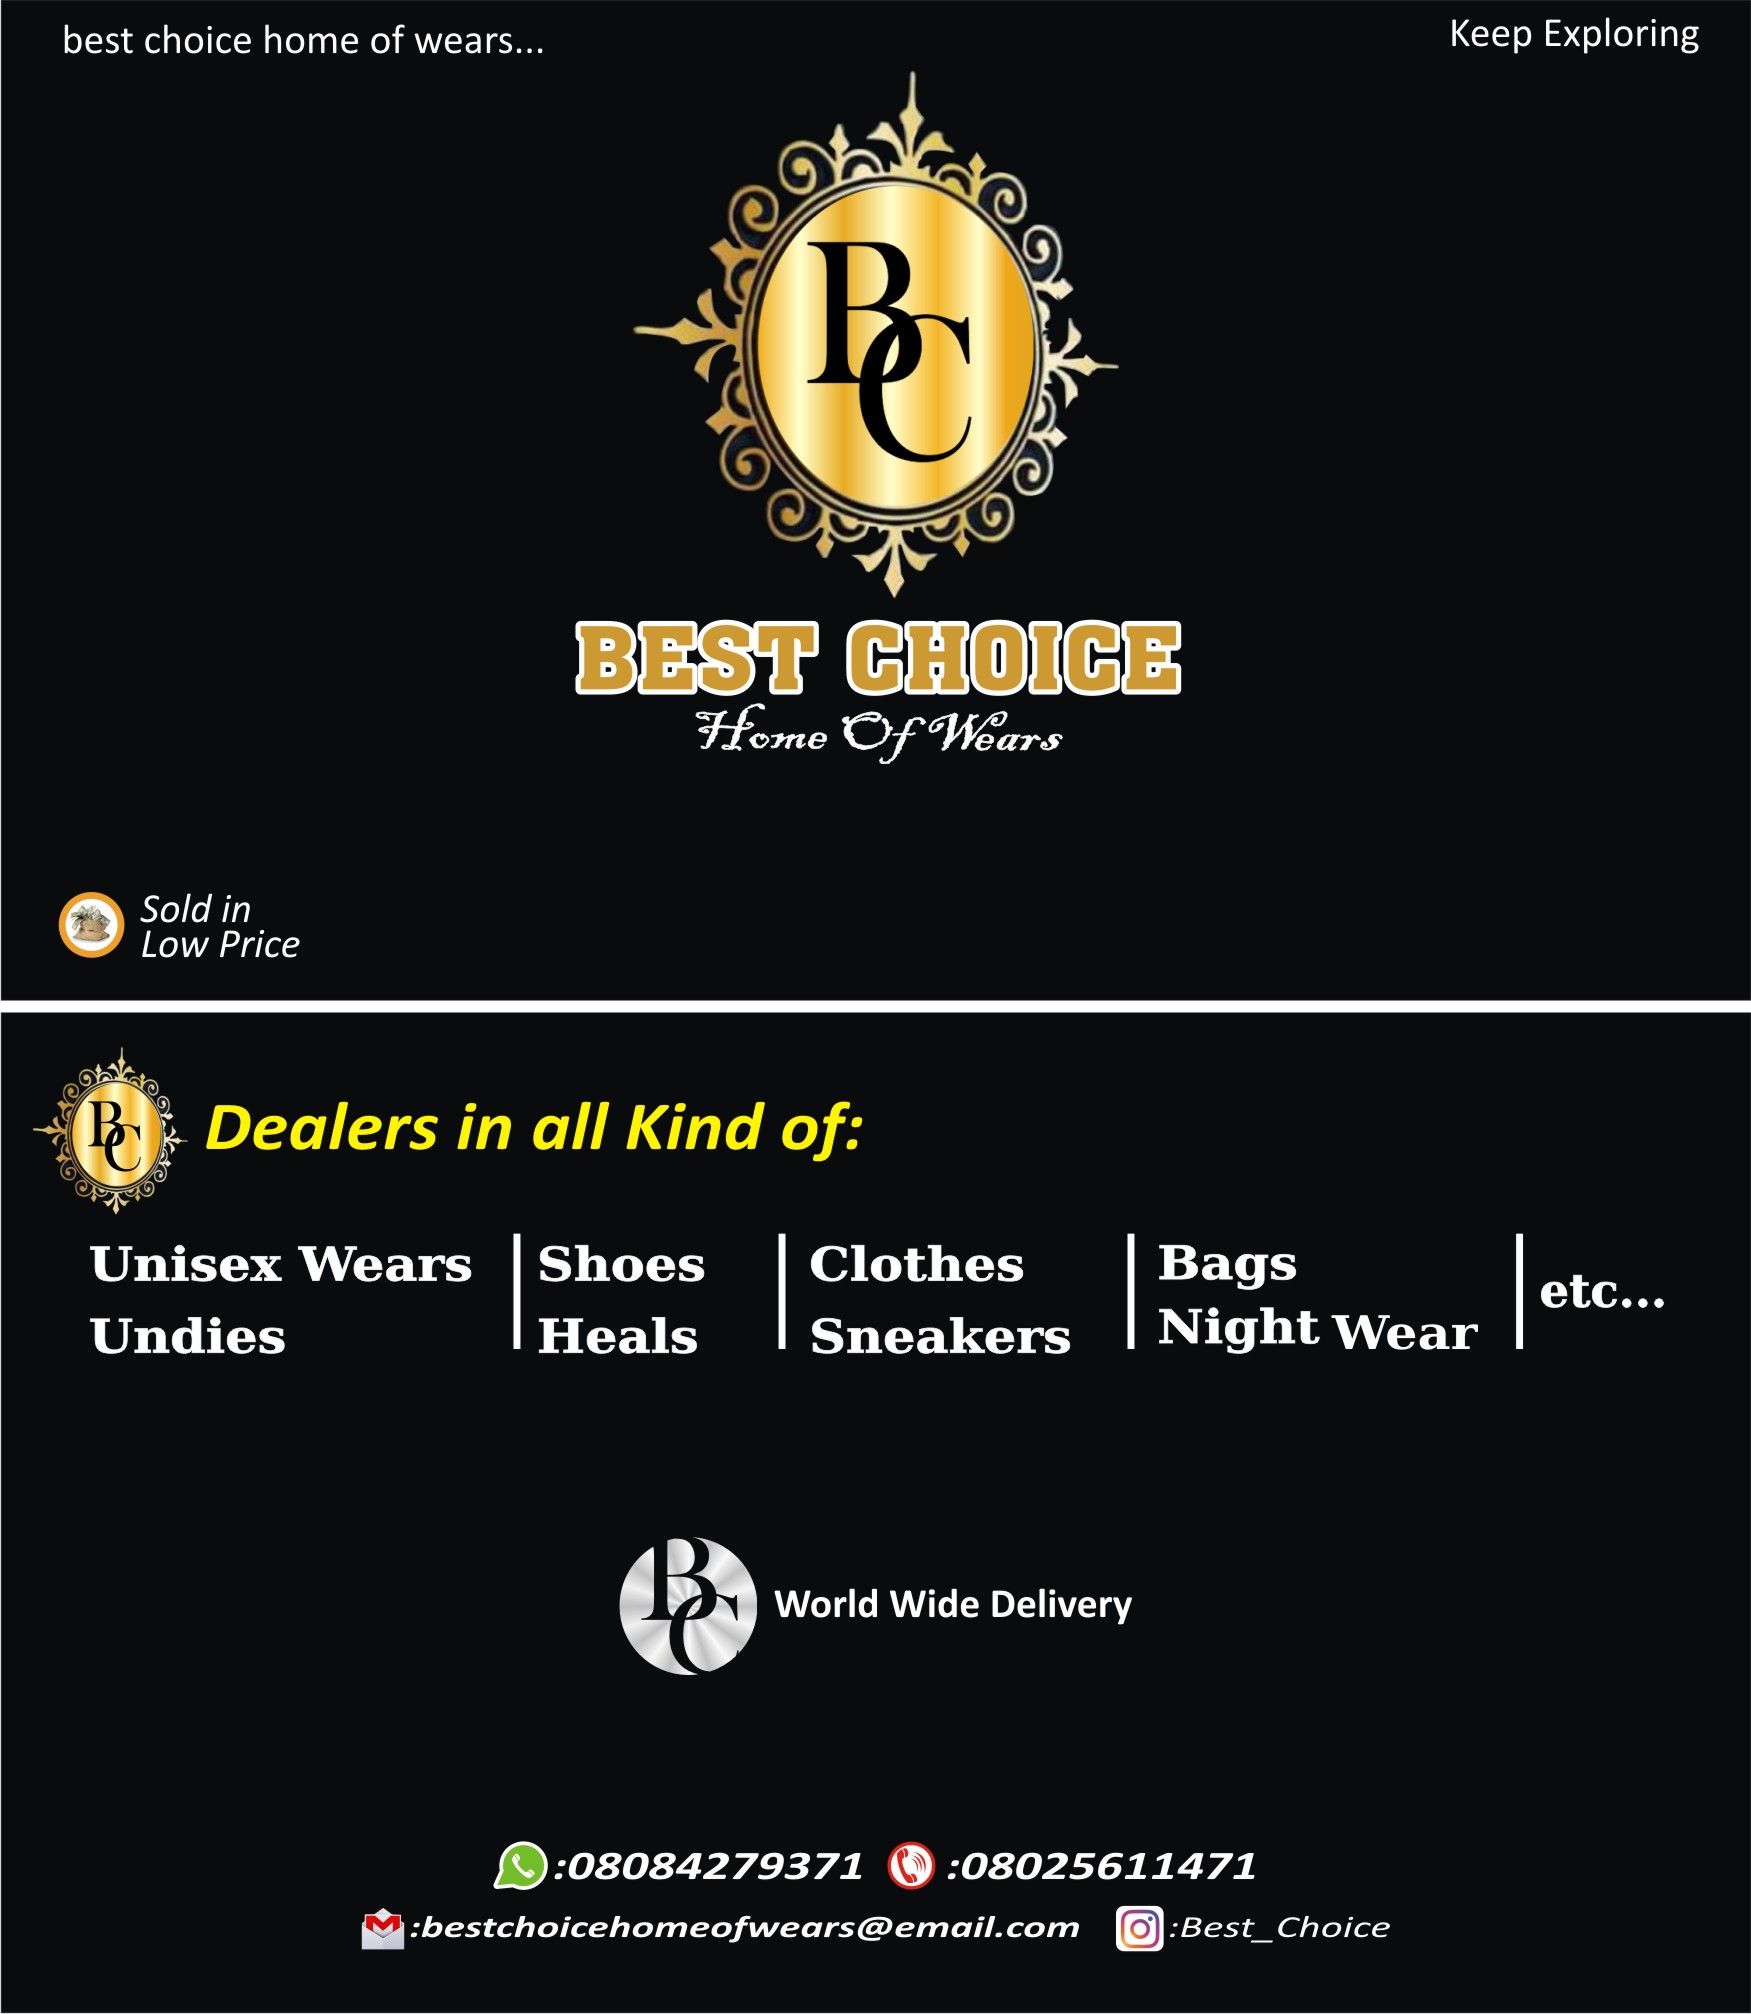 best choice home of wears...
Keep Exploring
BC
BEST CHOICE
Home Of Wears
Sold in
Low Price
BC
Dealers in all Kind of:
Unisex Wears
Undies
Shoes
Heals
Clothes
Sneakers
Bags
Night Wear
etc...
BC
World Wide Delivery
:08084279371
:08025611471
:bestchoicehomeofwears@email.com
:Best_Choice